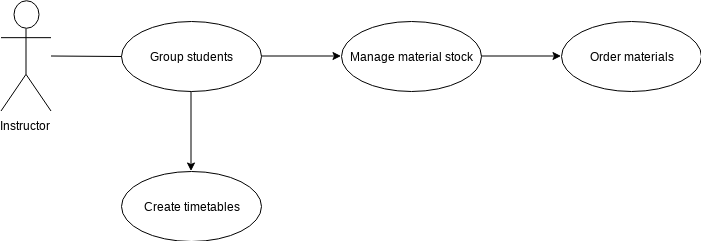 Group students
Manage material stock
Order materials
Instructor
Create timetables